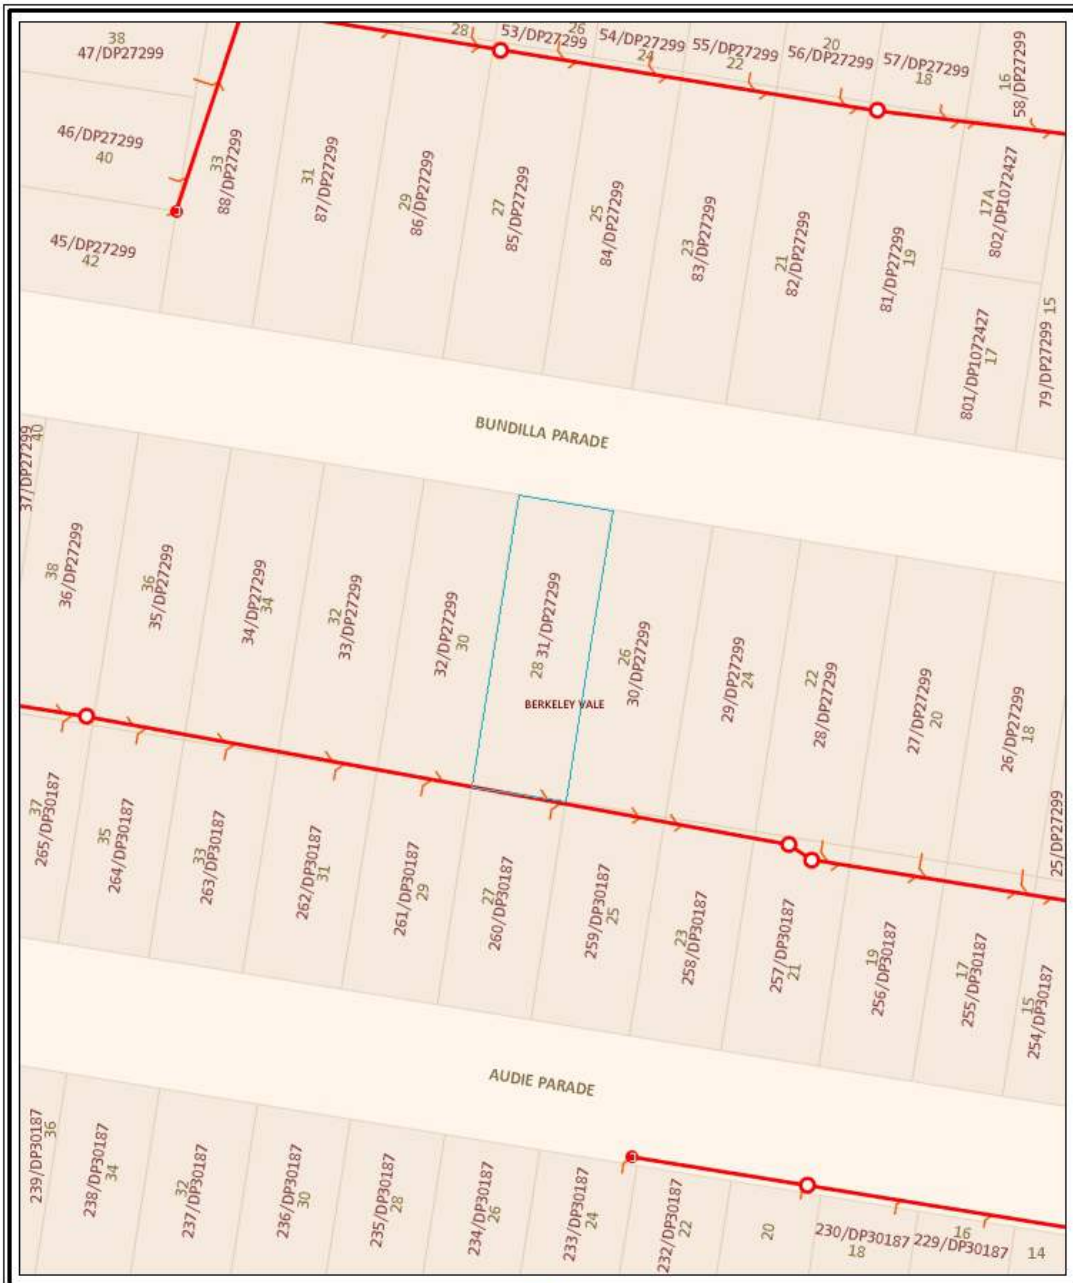 38
47/DP27299
28
53/DP27299
26
54/DP27299
24
55/DP27299
22
20
56/DP27299
57/DP27299
18
16
58/DP27299
46/DP27299
40
45/DP27299
42
33
88/DP27299
31
87/DP27299
29
86/DP27299
27
85/DP27299
25
84/DP27299
23
83/DP27299
21
82/DP27299
81/DP27299
19
17A
802/DP1072427
801/DP1072427
17
15
79/DP27299
BUNDILLA PARADE
37/DP27299
40
38
36/DP27299
36
35/DP27299
34/DP27299
34
32
33/DP27299
32/DP27299
30
28
31/DP27299
BERKELEY VALE
26
30/DP27299
29/DP27299
24
22
28/DP27299
27/DP27299
20
26/DP27299
18
25/DP27299
37
265/DP30187
35
264/DP30187
33
263/DP30187
262/DP30187
31
261/DP30187
29
27
260/DP30187
259/DP30187
25
23
258/DP30187
257/DP30187
21
19
256/DP30187
17
255/DP30187
15
254/DP30187
AUDIE PARADE
239/DP30187
36
238/DP30187
34
32
237/DP30187
236/DP30187
30
235/DP30187
28
234/DP30187
26
233/DP30187
24
232/DP30187
22
20
230/DP30187
18
229/DP30187
16
14